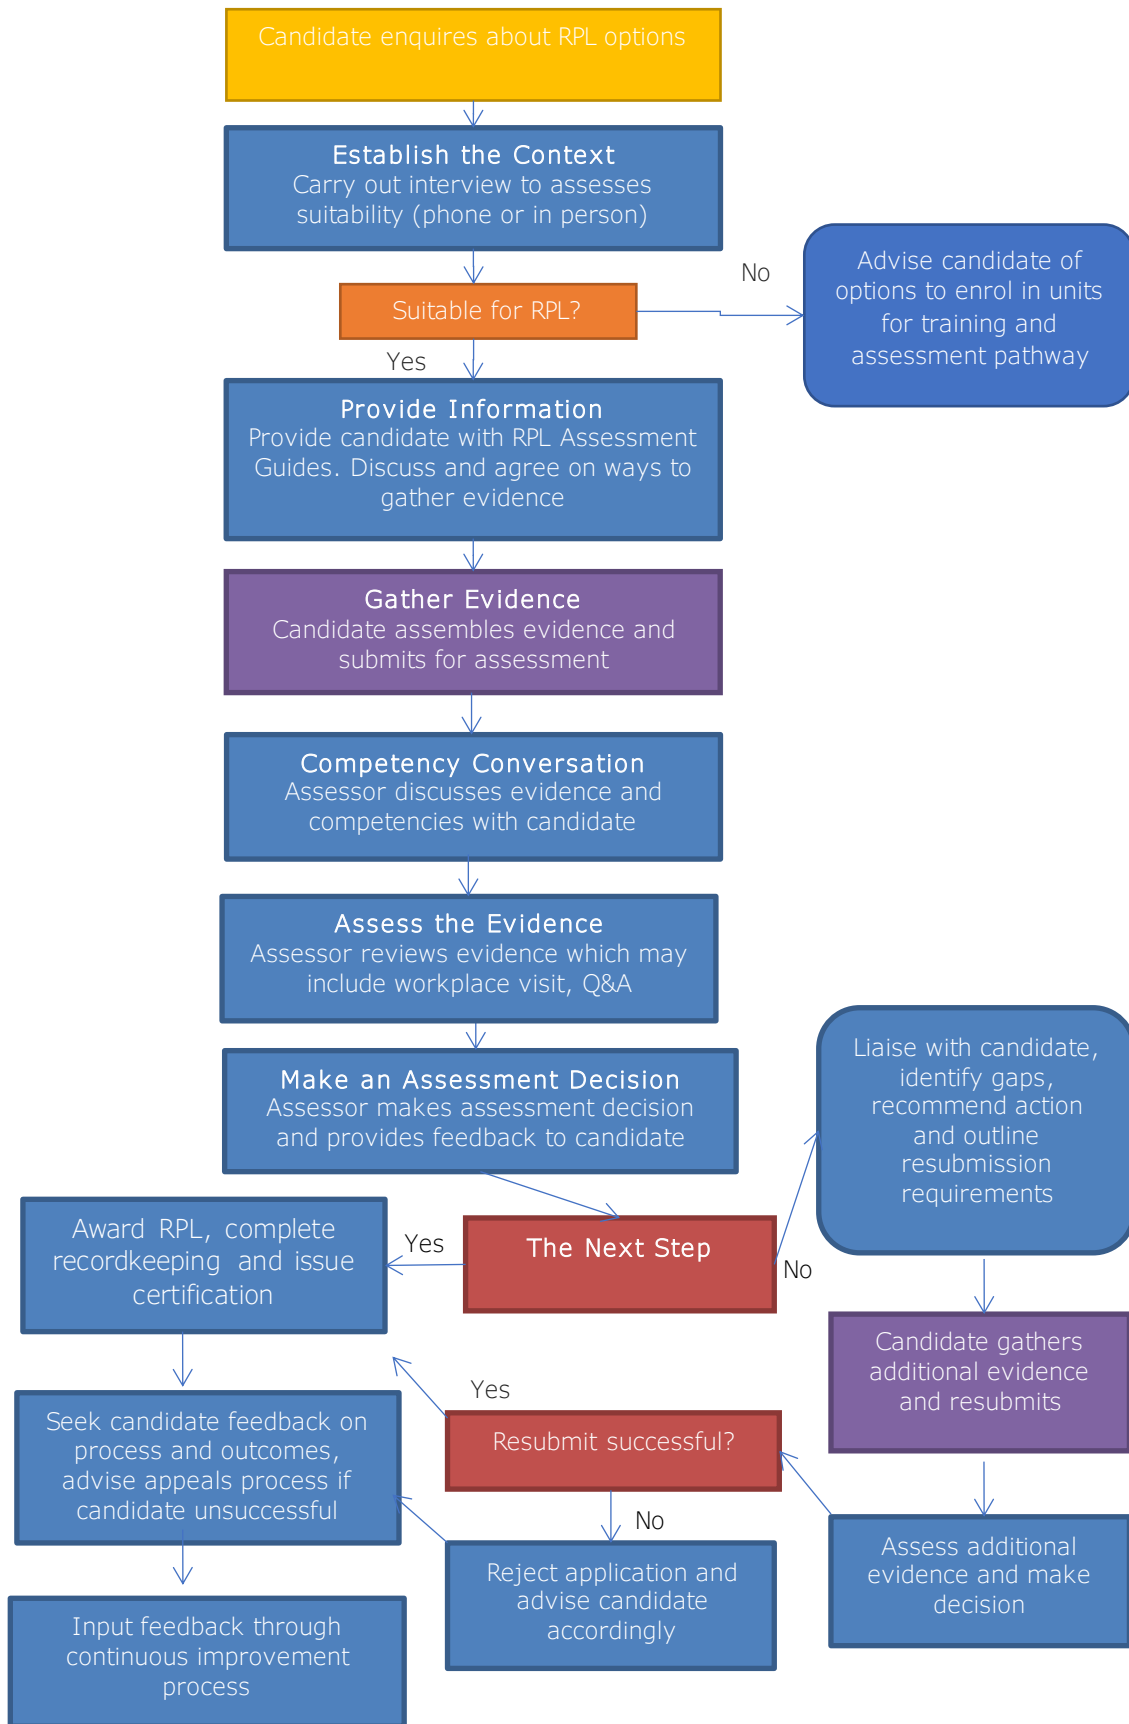 Candidate enquires about RPL options
Establish the Context
Carry out interview to assesses
suitability (phone or in person)
No
Advise candidate of
options to enrol in units
for training and
assessment pathway
Suitable for RPL?
Yes
Provide Information
Provide candidate with RPL Assessment
Guides. Discuss and agree on ways to
gather evidence
Gather Evidence
Candidate assembles evidence and
submits for assessment
Competency Conversation
Assessor discusses evidence and
competencies with candidate
Assess the Evidence
Assessor reviews evidence which may
include workplace visit, Q&A
Make an Assessment Decision
Assessor makes assessment decision
and provides feedback to candidate
Liaise with candidate,
identify gaps,
recommend action
and outline
resubmission
requirements
The Next Step
Yes
No
Award RPL, complete
recordkeeping and issue
certification
Candidate gathers
additional evidence
and resubmits
Yes
Resubmit successful?
Seek candidate feedback on
process and outcomes,
advise appeals process if
candidate unsuccessful
No
Assess additional
evidence and make
decision
Reject application and
advise candidate
accordingly
Input feedback through
continuous improvement
process